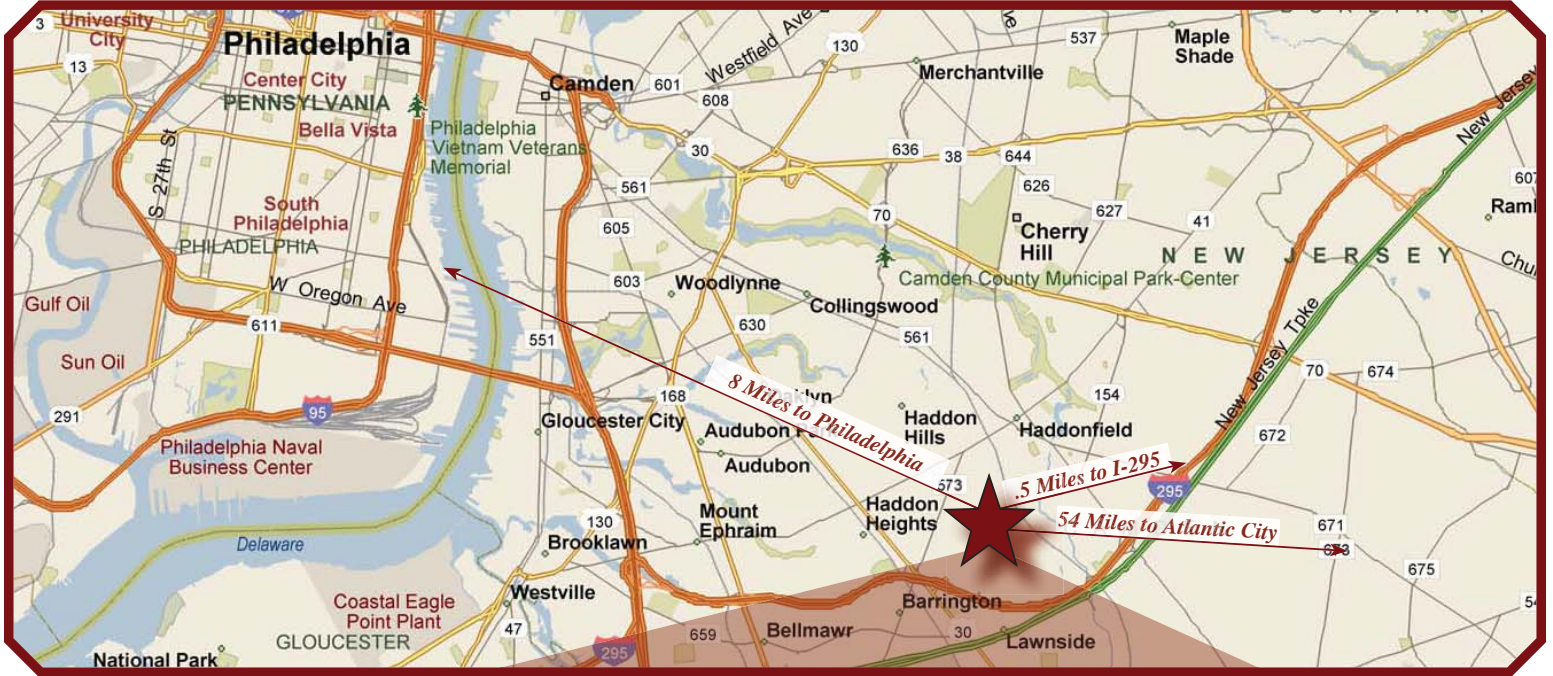 University
City
3
Philadelphia
13
Center City
PENNSYLVANIA
Bella Vista
Philadelphia
Vietnam Veterans
Memorial
S 27th St
South
Philadelphia
PHILADELPHIA
W Oregon Ave
Gulf Oil
611
Sun Oil
291
95
Philadelphia Naval
Business Center
Delaware
Coastal Eagle
Point Plant
GLOUCESTER
National Park
Camden
601
608
Westfield Ave
130
537
Maple
Shade
Merchantville
30
636
38
644
561
626
627
41
605
70
Cherry
Hill
NEW JERSEY
Camden County Municipal Park-Center
603
Woodlynne
Collingswood
551
630
561
New Jersey
607
New Jersey Tpke
70
674
8 Miles to Philadelphia
168
154
Gloucester City
Audubon
Audubon
Haddon
Hills
Haddonfield
672
.5 Miles to I-295
295
573
Haddon
Heights
Mount
Ephraim
54 Miles to Atlantic City
671
675
130
Brooklawn
Westville
47
295
659
Bellmawr
Barrington
30
Lawnside